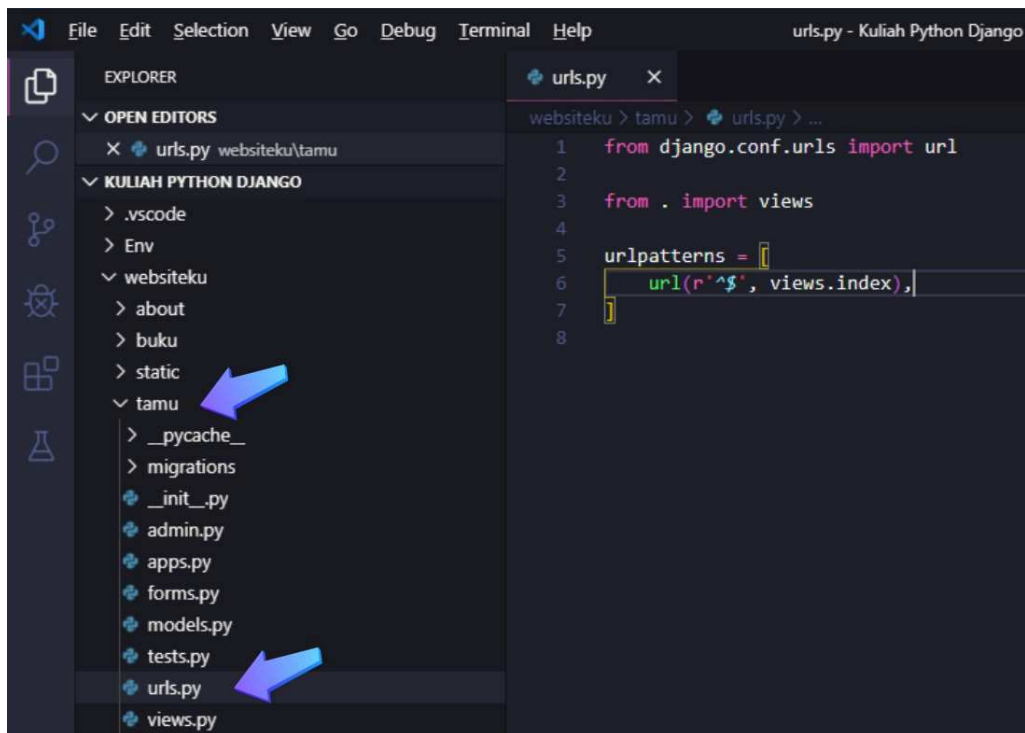 File Edit Selection View Go Debug Terminal Help urls.py - Kuliah Python Django
EXPLORER
OPEN EDITORS
urls.py websiteku\tamu
KULIAH PYTHON DJANGO
.vscode
Env
websiteku
about
buku
static
tamu
__pycache__
migrations
__init__.py
admin.py
apps.py
forms.py
models.py
tests.py
urls.py
views.py
urls.py
websiteku > tamu > urls.py > ...
1 from django.conf.urls import url
2
3 from . import views
4
5 urlpatterns = [
6 url(r'^$', views.index),
7 ]
8